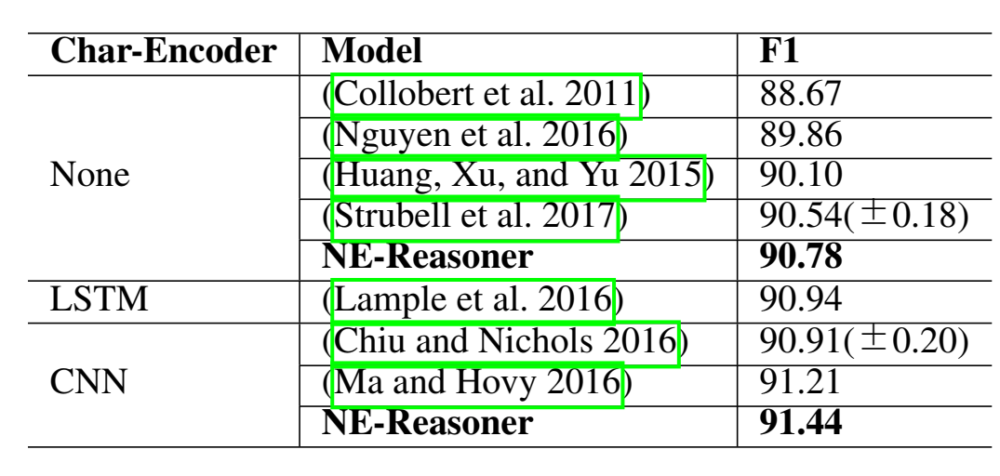 Char-Encoder Model F1
(Collobert et al. 2011) 88.67
(Nguyen et al. 2016) 89.86
None (Huang, Xu, and Yu 2015) 90.10
(Strubell et al. 2017) 90.54(±0.18)
NE-Reasoner 90.78
LSTM (Lample et al. 2016) 90.94
(Chiu and Nichols 2016) 90.91(±0.20)
CNN (Ma and Hovy 2016) 91.21
NE-Reasoner 91.44